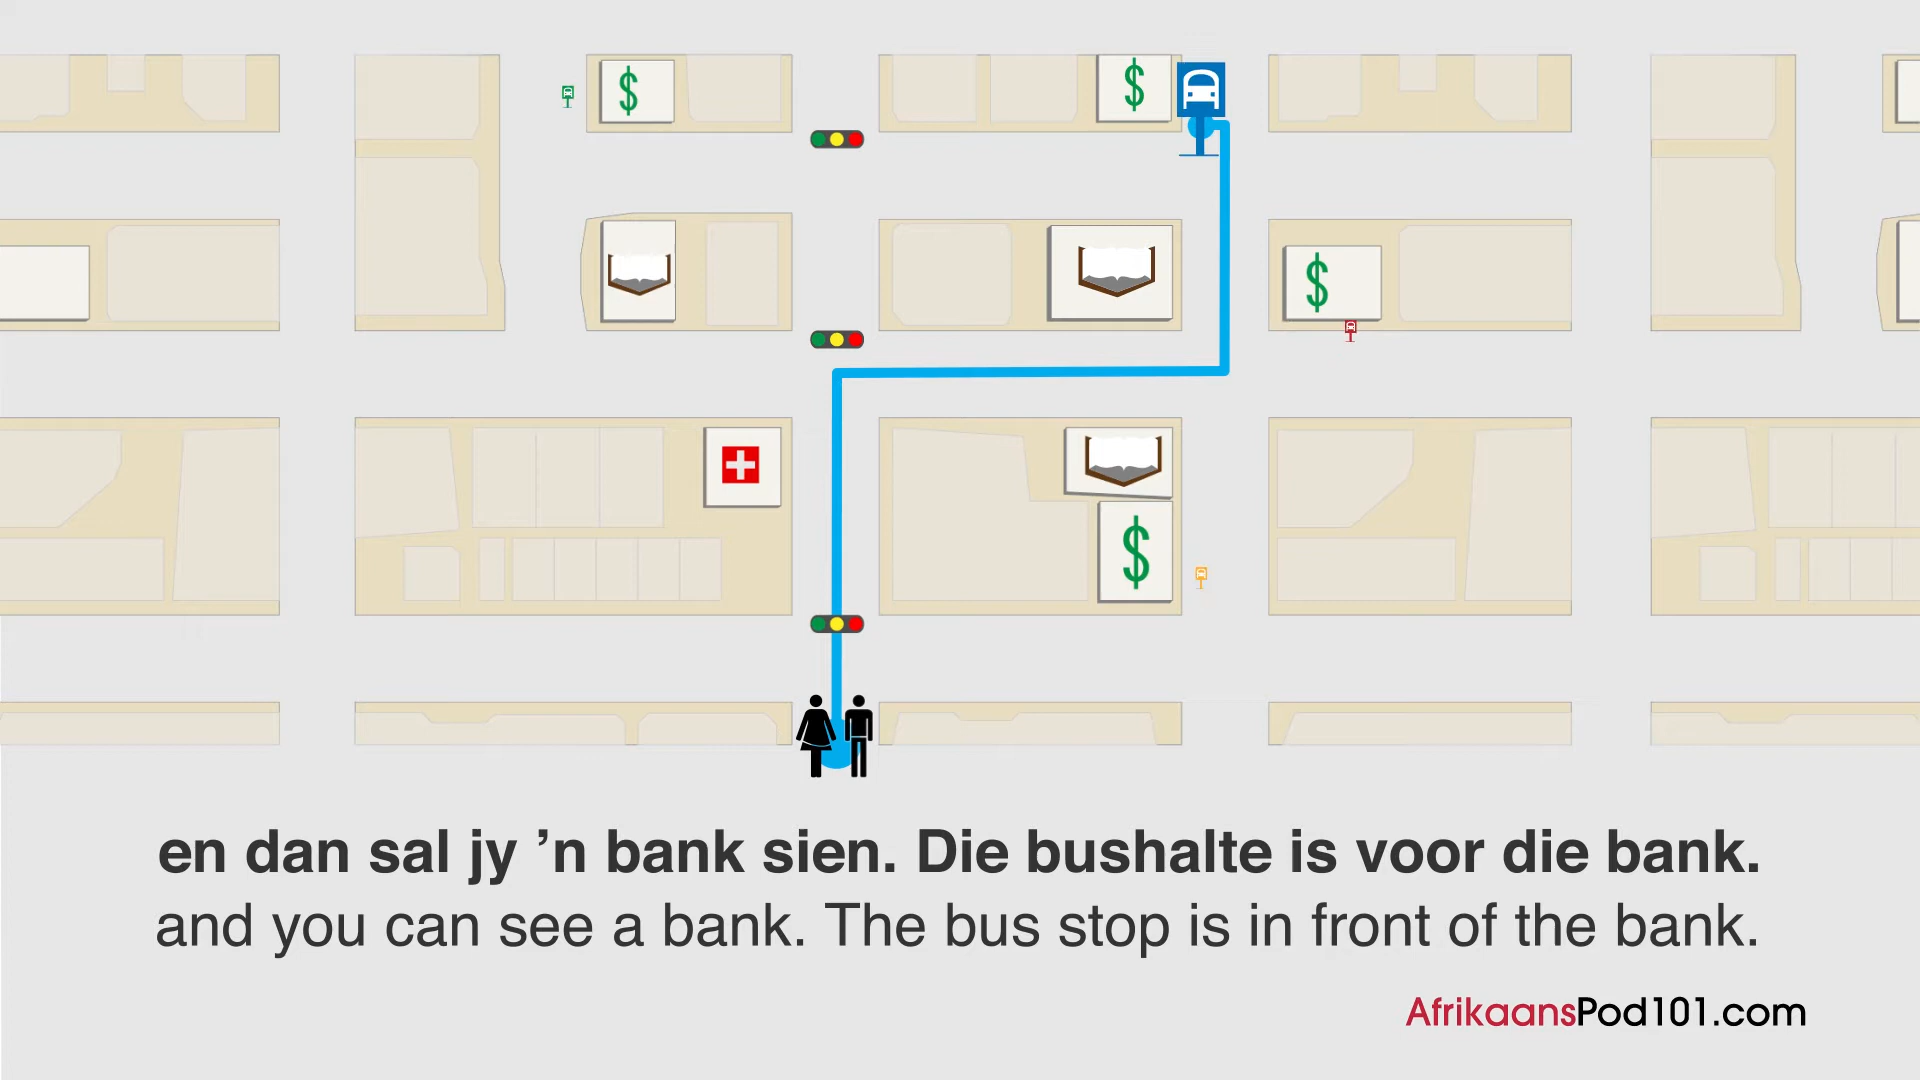 en dan sal jy ’n bank sien. Die bushalte is voor die bank.
and you can see a bank. The bus stop is in front of the bank.
AfrikaansPod101.com